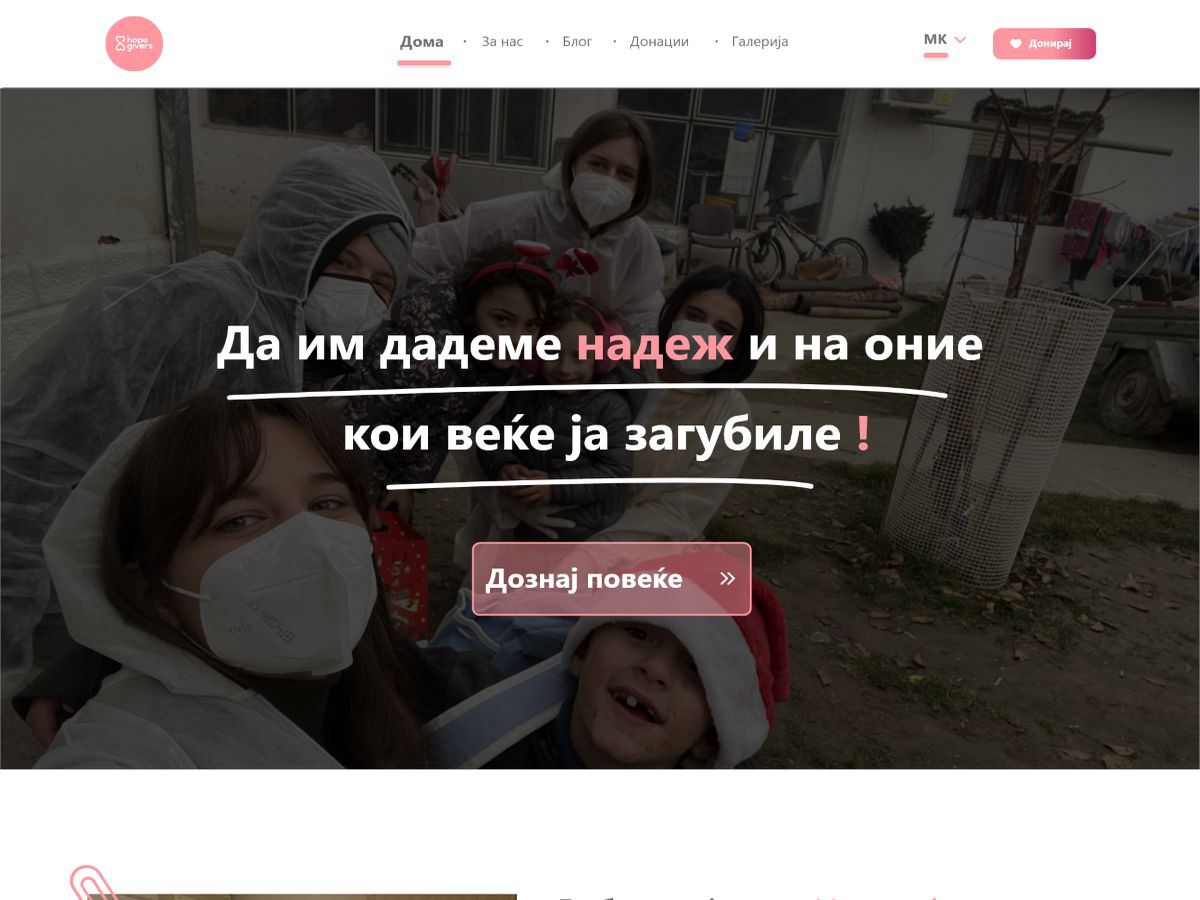 hope
givers
Дома
За нас
Блог
Донации
Галерија
МК
Донирај
Да им дадеме надеж и на оние
кои веќе ја загубиле !
Дознај повеќе
KN95